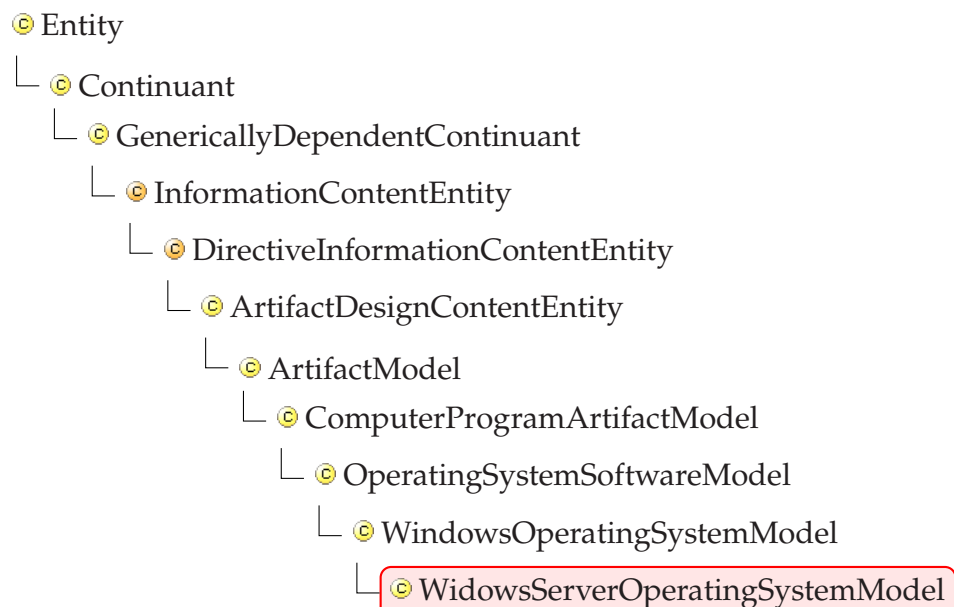 Entity
Continuant
GenericallyDependentContinuant
InformationContentEntity
DirectiveInformationContentEntity
ArtifactDesignContentEntity
ArtifactModel
ComputerProgramArtifactModel
OperatingSystemSoftwareModel
WindowsOperatingSystemModel
WidowsServerOperatingSystemModel